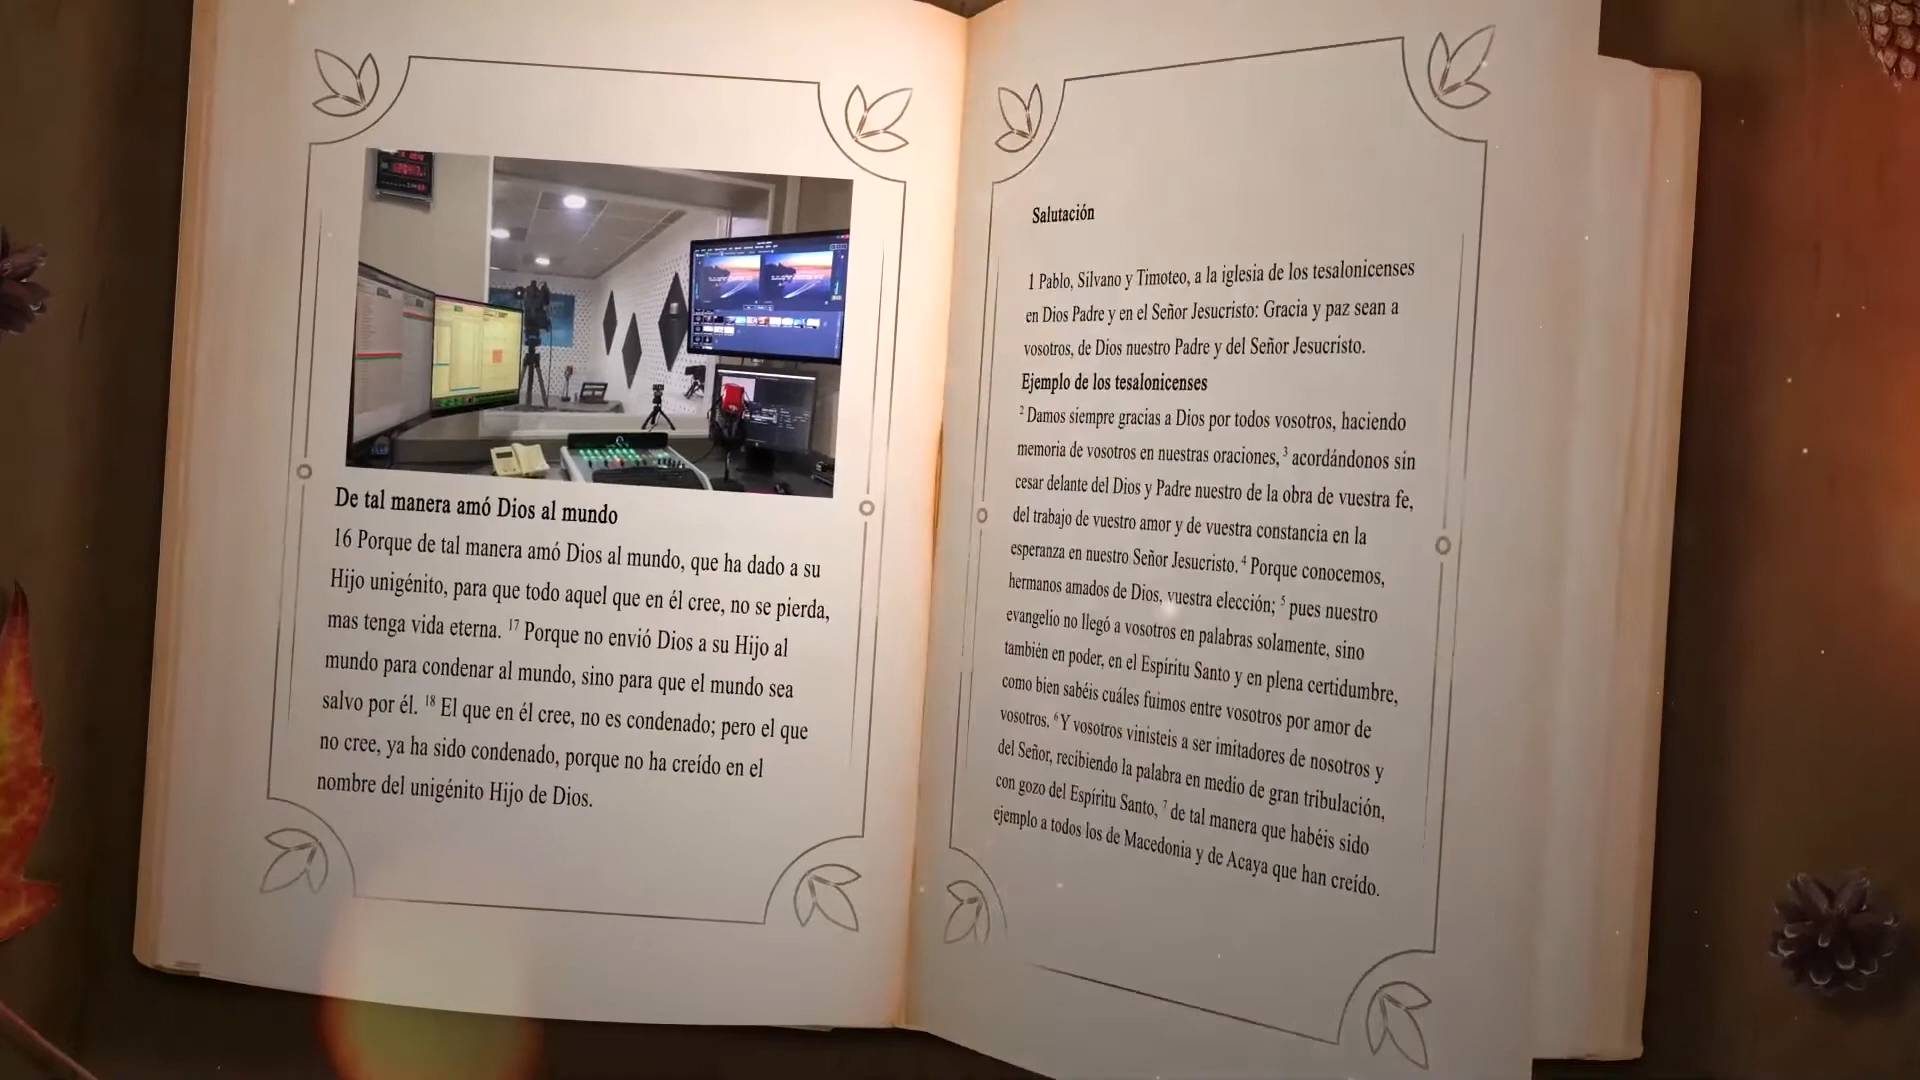 De tal manera amó Dios al mundo
16 Porque de tal manera amó Dios al mundo, que ha dado a su
Hijo unigénito, para que todo aquel que en él cree, no se pierda,
mas tenga vida eterna. 17 Porque no envió Dios a su Hijo al
mundo para condenar al mundo, sino para que el mundo sea
salvo por él. 18 El que en él cree, no es condenado; pero el que
no cree, ya ha sido condenado, porque no ha creído en el
nombre del unigénito Hijo de Dios.
Salutación
1 Pablo, Silvano y Timoteo, a la iglesia de los tesalonicenses
en Dios Padre y en el Señor Jesucristo: Gracia y paz sean a
vosotros, de Dios nuestro Padre y del Señor Jesucristo.
Ejemplo de los tesalonicenses
2 Damos siempre gracias a Dios por todos vosotros, haciendo
memoria de vosotros en nuestras oraciones, 3 acordándonos sin
cesar delante del Dios y Padre nuestro de la obra de vuestra fe,
del trabajo de vuestro amor y de vuestra constancia en la
esperanza en nuestro Señor Jesucristo. 4 Porque conocemos,
hermanos amados de Dios, vuestra elección; 5 pues nuestro
evangelio no llegó a vosotros en palabras solamente, sino
también en poder, en el Espíritu Santo y en plena certidumbre,
como bien sabéis cuáles fuimos entre vosotros por amor de
vosotros. 6 Y vosotros vinisteis a ser imitadores de nosotros y
del Señor, recibiendo la palabra en medio de gran tribulación,
con gozo del Espíritu Santo, 7 de tal manera que habéis sido
ejemplo a todos los de Macedonia y de Acaya que han creído.